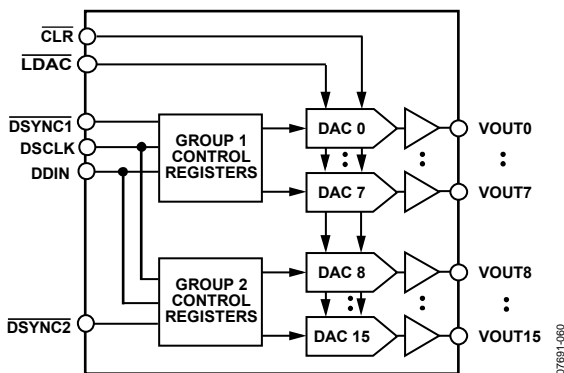 CLR
LDAC
DSYNC1
DSCLK
DDIN
DSYNC2
GROUP 1
CONTROL
REGISTERS
GROUP 2
CONTROL
REGISTERS
DAC 0
DAC 7
DAC 8
DAC 15
VOUT0
VOUT7
VOUT8
VOUT15
07691-060